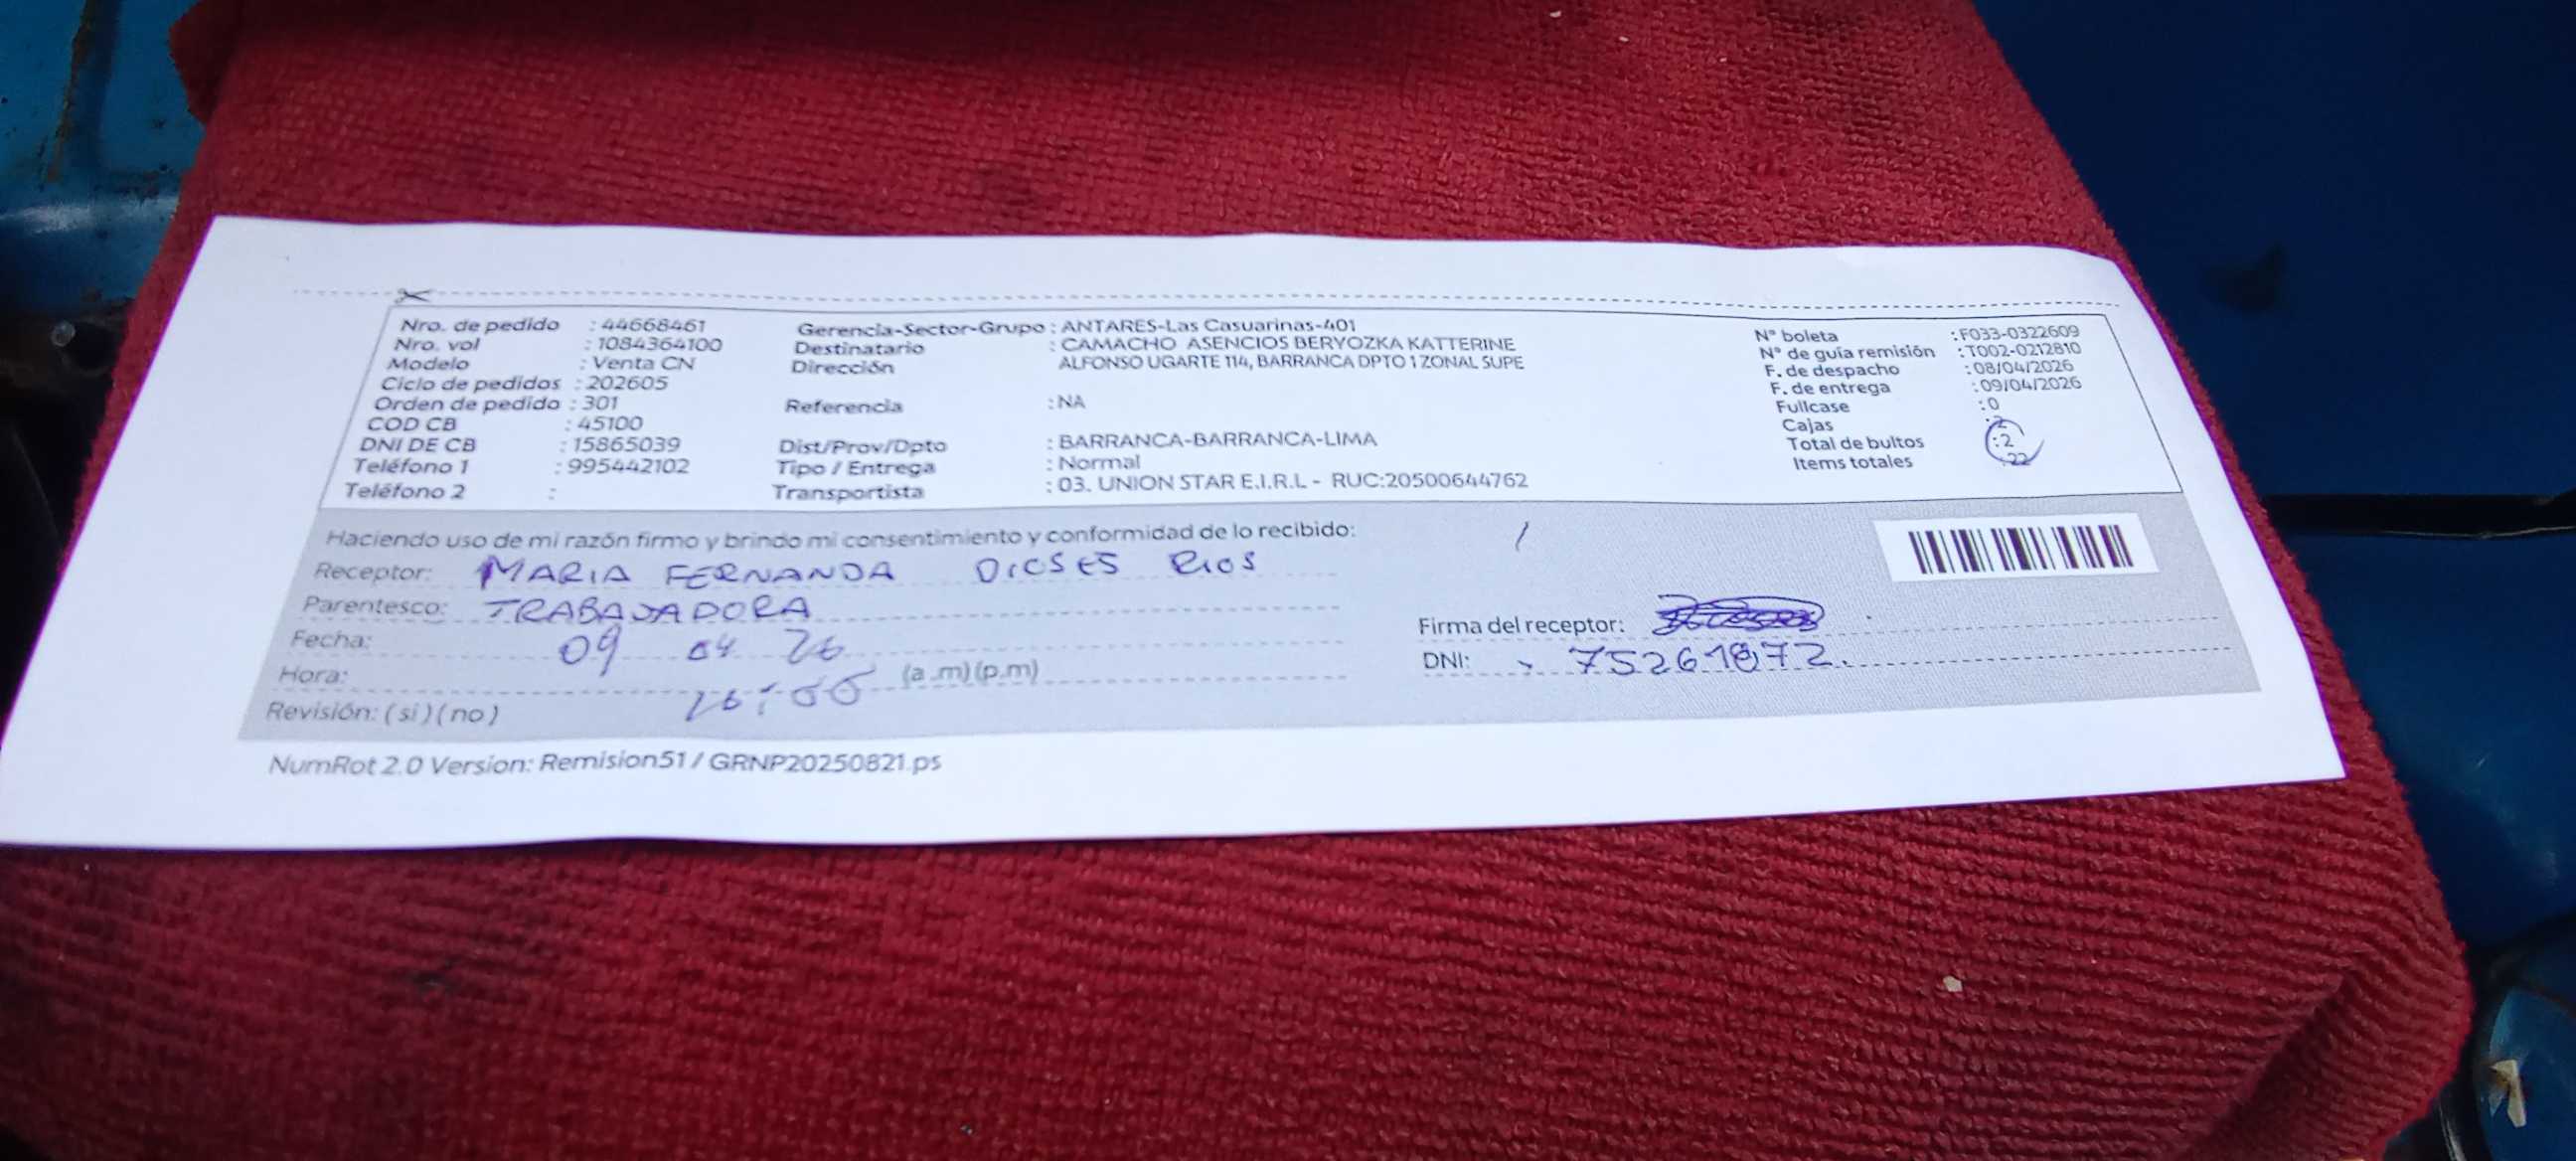 Nro. de pedido : 44668461
Nro. vol : 1084364100
Modelo : Venta CN
Ciclo de pedidos : 202605
Orden de pedido : 301
COD CB : 45100
DNI DE CB : 15865039
Teléfono 1 : 995442102
Teléfono 2 :
Gerencia-Sector-Grupo : ANTARES-Las Casuarinas-401
Destinatario : CAMACHO ASENCIOS BERYOZKA KATTERINE
Dirección ALFONSO UGARTE 114, BARRANCA DPTO 1 ZONAL SUPE
Referencia : NA
Dist/Prov/Dpto : BARRANCA-BARRANCA-LIMA
Tipo / Entrega : Normal
Transportista : 03. UNION STAR E.I.R.L - RUC:20500644762
N° boleta : F033-0322609
N° de guía remisión : T002-0212810
F. de despacho : 08/04/2026
F. de entrega : 09/04/2026
Fullcase : 0
Cajas : 2
Total de bultos : 2
Items totales : 22
Haciendo uso de mi razón firmo y brindo mi consentimiento y conformidad de lo recibido:
Receptor: MARIA FERNANDA DIOSES RIOS
Parentesco: TRABAJADORA
Fecha: 09 04 26
Hora: (a .m) (p.m)
Revisión: ( si ) ( no )
Firma del receptor:
DNI: 75261872.
NumRot 2.0 Version: Remision51 / GRNP20250821.ps